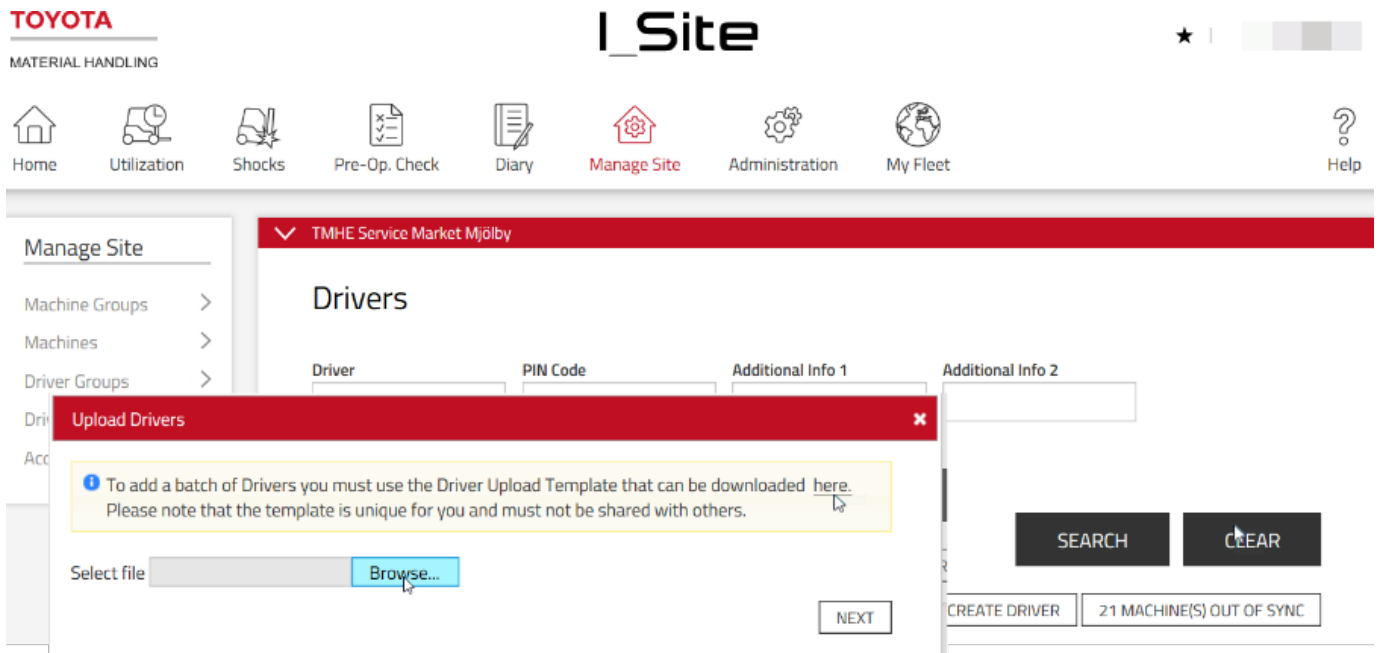 TOYOTA
MATERIAL HANDLING
I_Site
Home
Utilization
Shocks
Pre-Op. Check
Diary
Manage Site
Administration
My Fleet
Help
Manage Site
Machine Groups
Machines
Driver Groups
TMHE Service Market Mjölby
Drivers
Driver
PIN Code
Additional Info 1
Additional Info 2
Upload Drivers
To add a batch of Drivers you must use the Driver Upload Template that can be downloaded here.
Please note that the template is unique for you and must not be shared with others.
Select file
Browse...
NEXT
SEARCH
CLEAR
CREATE DRIVER
21 MACHINE(S) OUT OF SYNC